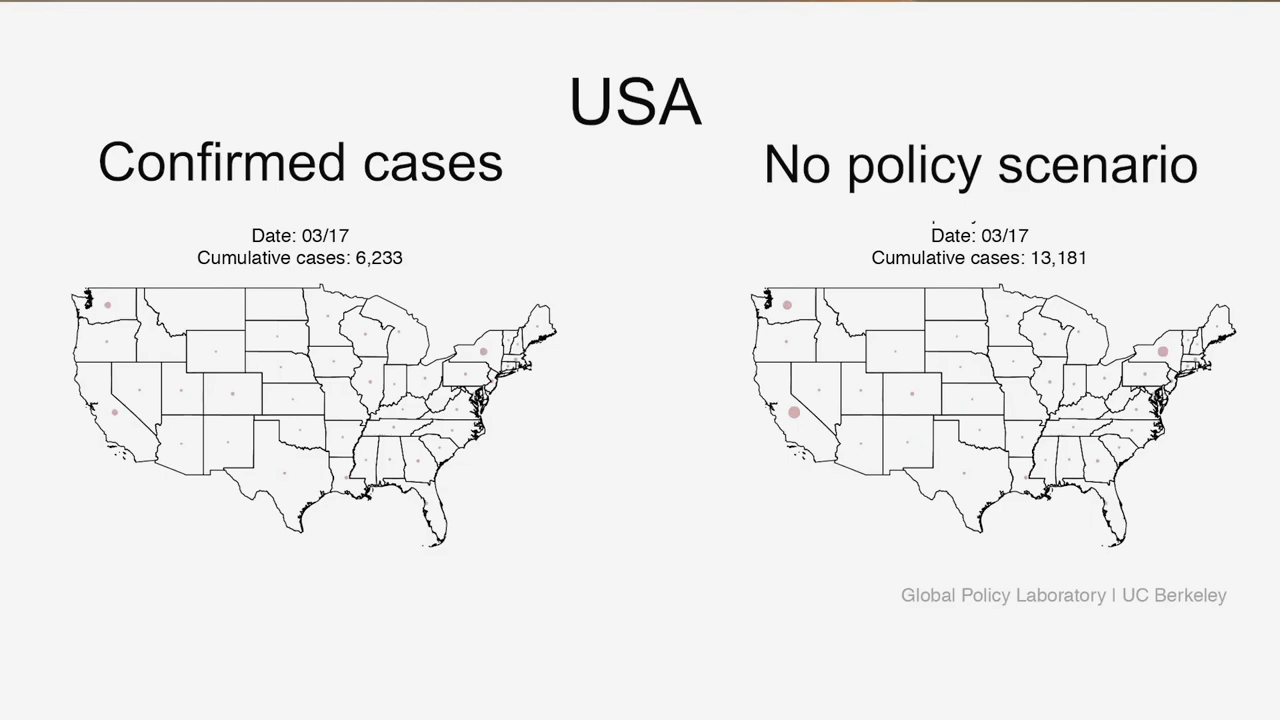 USA
Confirmed cases
No policy scenario
Date: 03/17
Cumulative cases: 6,233
Date: 03/17
Cumulative cases: 13,181
Global Policy Laboratory | UC Berkeley